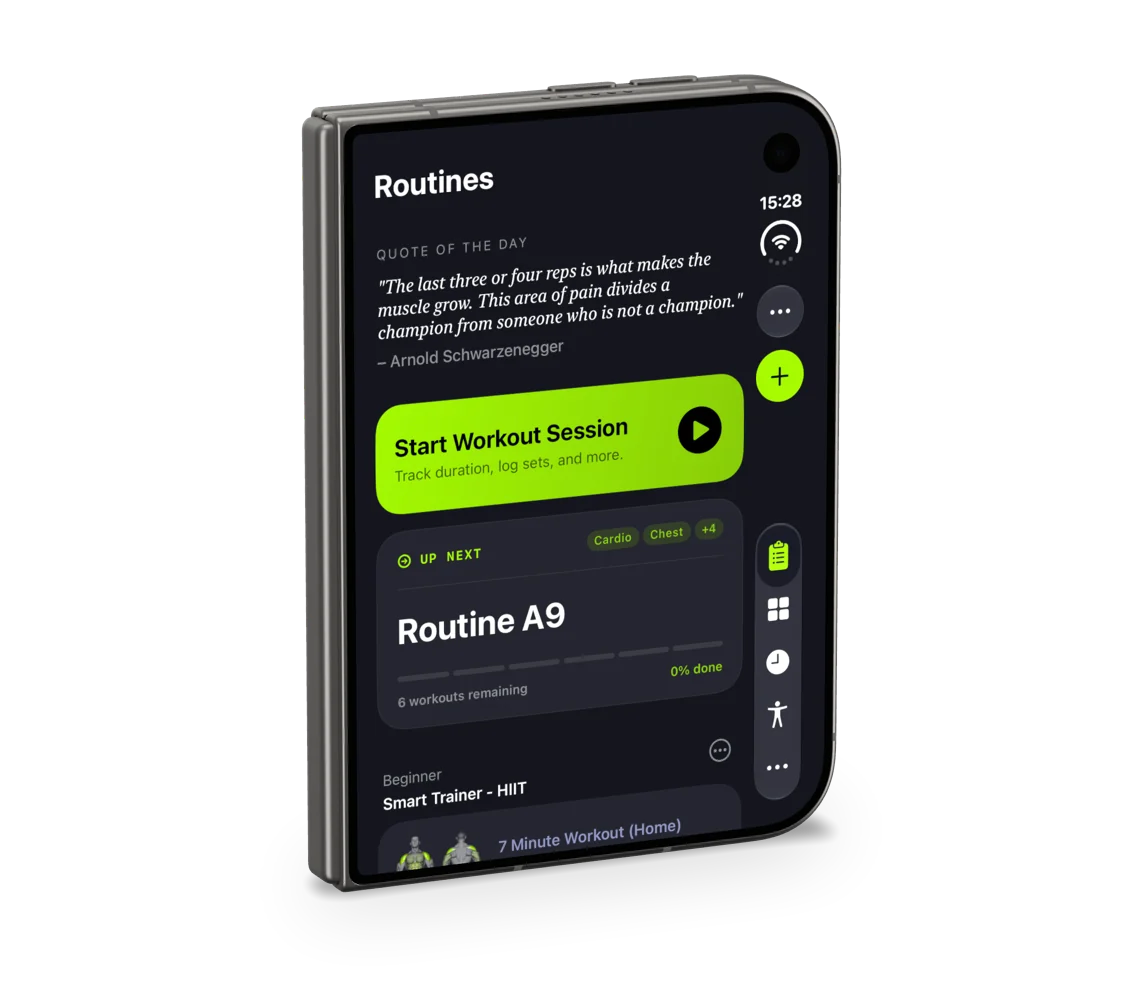 Routines
15:28
QUOTE OF THE DAY
"The last three or four reps is what makes the
muscle grow. This area of pain divides a
champion from someone who is not a champion."
– Arnold Schwarzenegger
Start Workout Session
Track duration, log sets, and more.
UP NEXT
Cardio
Chest
+4
Routine A9
6 workouts remaining
0% done
Beginner
Smart Trainer - HIIT
7 Minute Workout (Home)